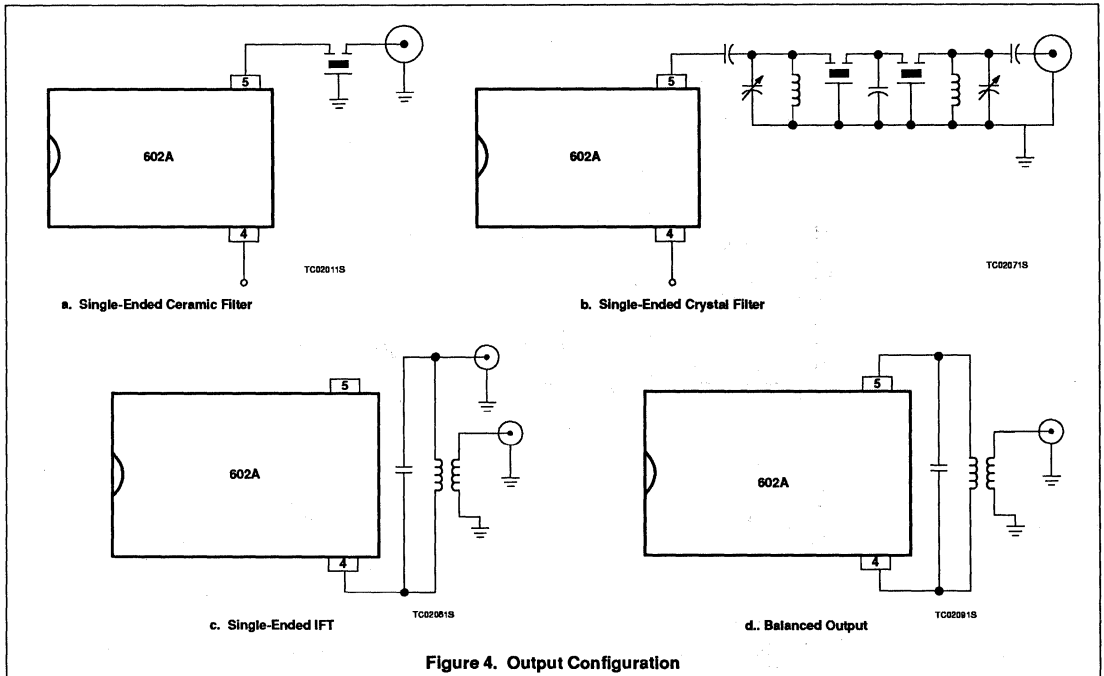 5
602A
4
TC02011S
a. Single-Ended Ceramic Filter
5
602A
4
TC02071S
b. Single-Ended Crystal Filter
5
602A
4
TC02081S
c. Single-Ended IFT
5
602A
4
TC02091S
d.. Balanced Output
Figure 4. Output Configuration